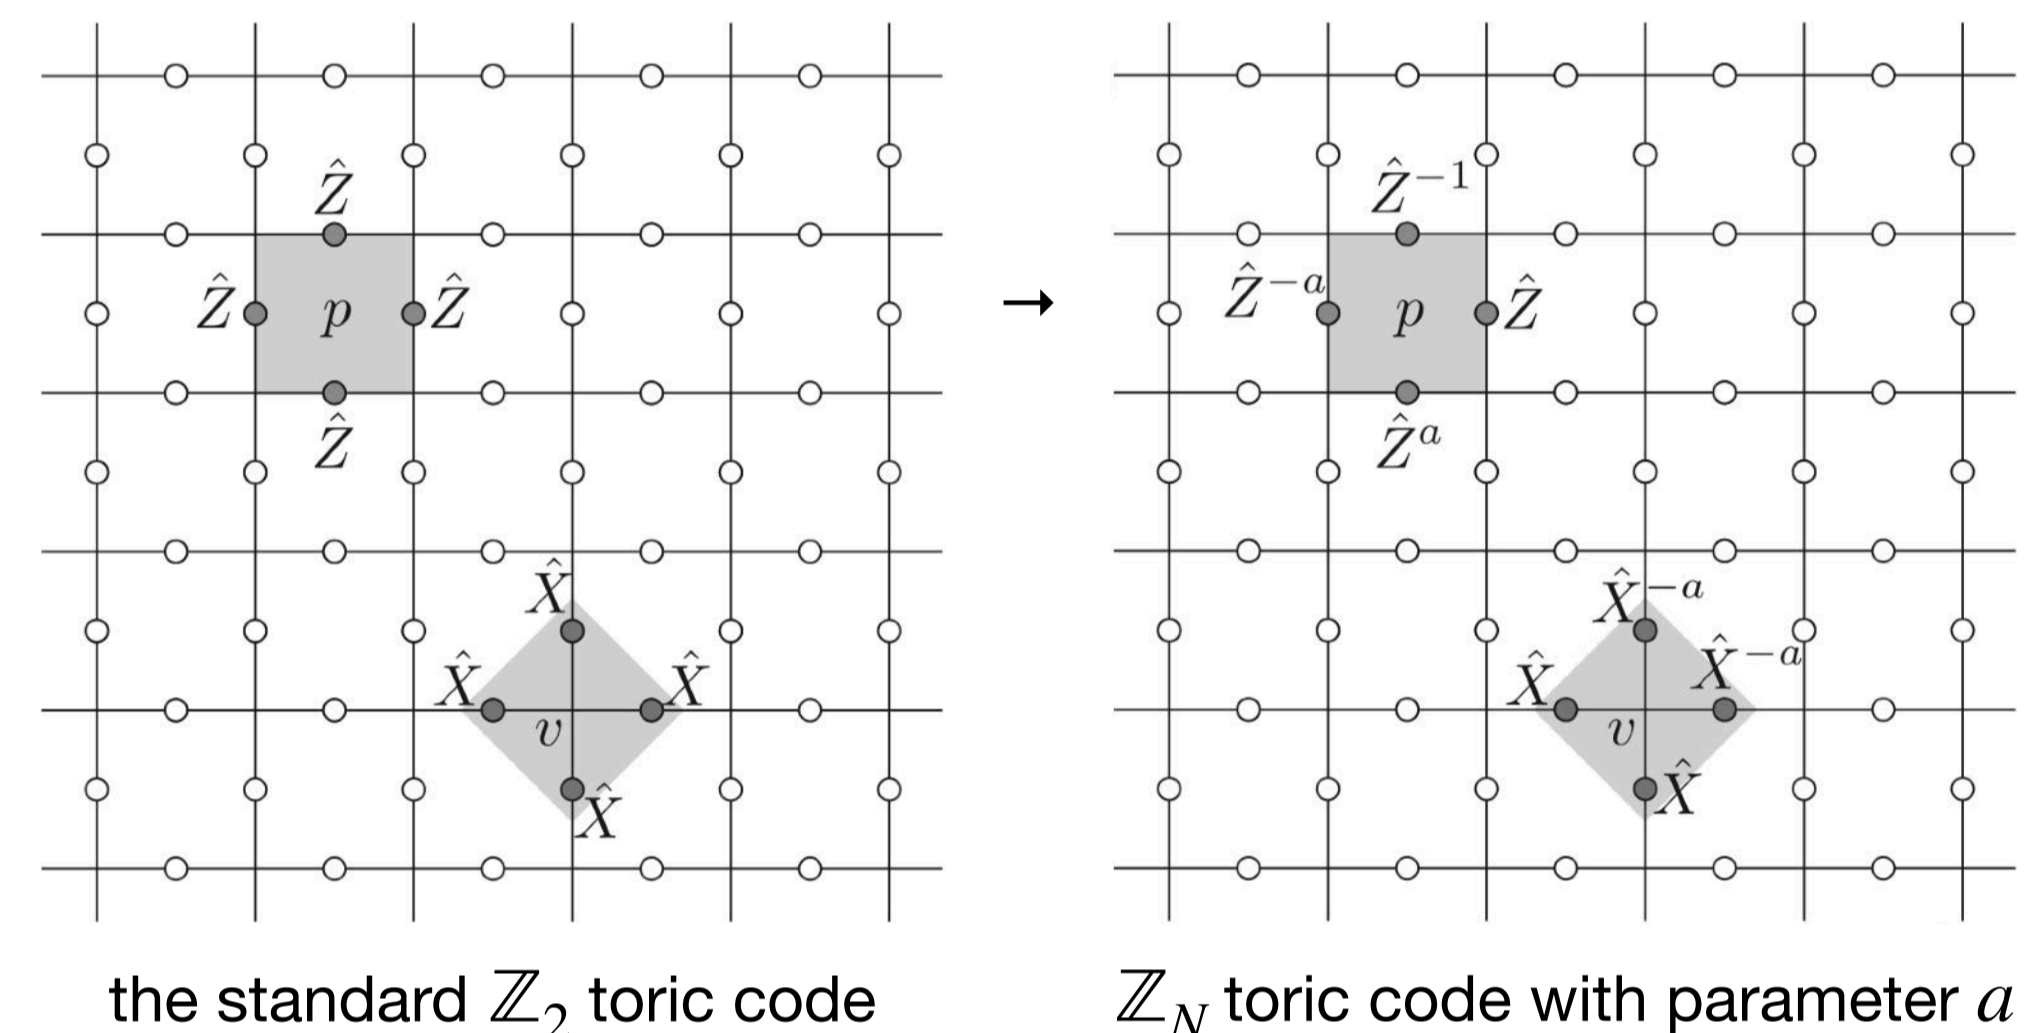 Ẑ
Ẑ p Ẑ
Ẑ
X̂
X̂ v X̂
X̂
the standard ℤ₂ toric code
→
Ẑ⁻¹
Ẑ⁻ᵃ p Ẑ
Ẑᵃ
X̂⁻ᵃ
X̂ v X̂⁻ᵃ
X̂
ℤ_N toric code with parameter a